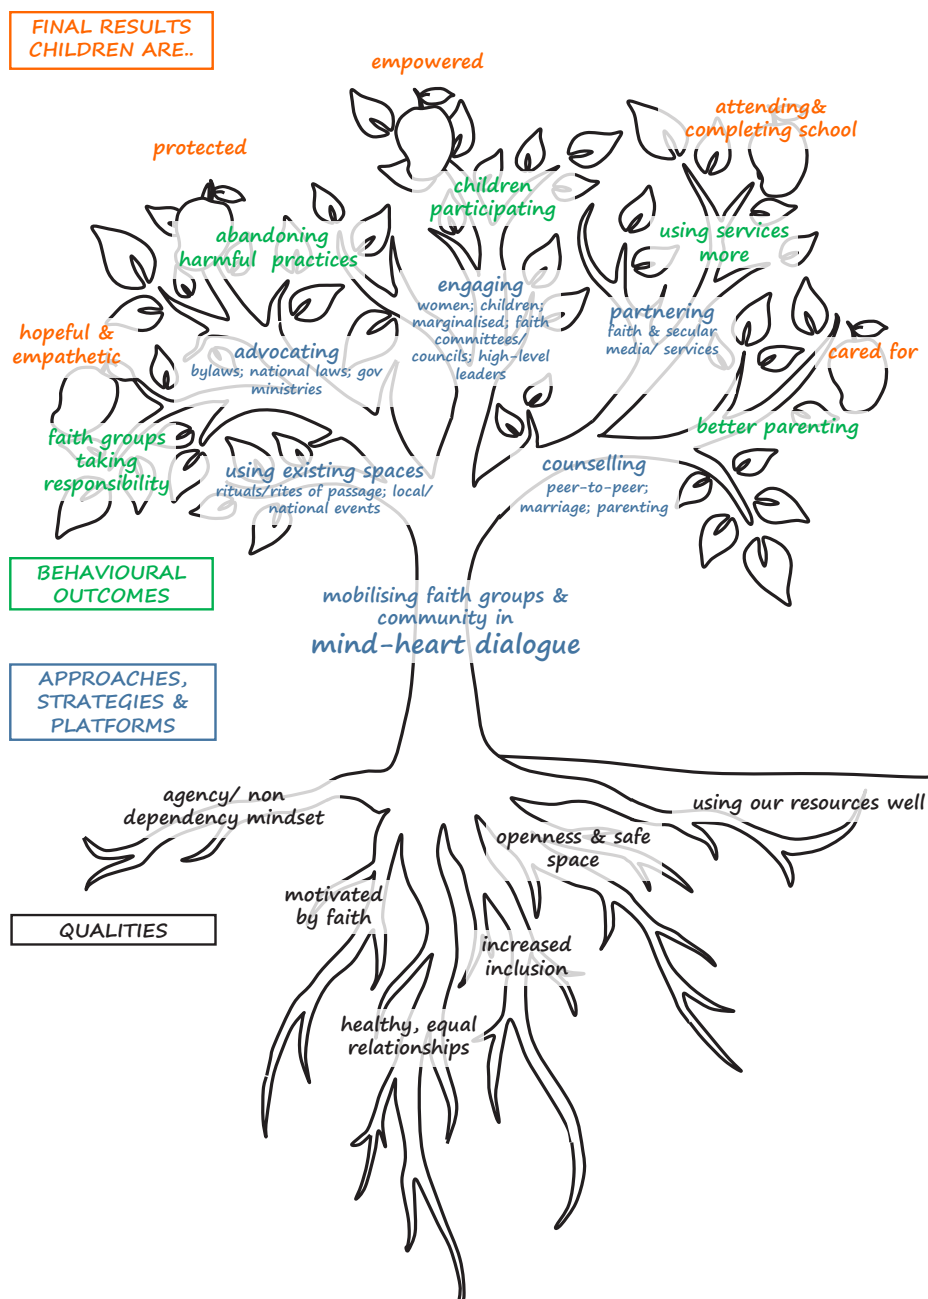 FINAL RESULTS
CHILDREN ARE..
empowered
attending&
completing school
protected
children
participating
abandoning
harmful practices
using services
more
engaging
women; children;
marginalised; faith
committees/
councils; high-level
leaders
partnering
faith & secular
media/ services
hopeful &
empathetic
advocating
bylaws; national laws; gov
ministries
cared for
better parenting
faith groups
taking
responsibility
using existing spaces
rituals/rites of passage; local/
national events
counselling
peer-to-peer;
marriage; parenting
BEHAVIOURAL
OUTCOMES
mobilising faith groups &
community in
mind-heart dialogue
APPROACHES,
STRATEGIES &
PLATFORMS
agency/ non
dependency mindset
using our resources well
openness & safe
space
motivated
by faith
QUALITIES
increased
inclusion
healthy, equal
relationships